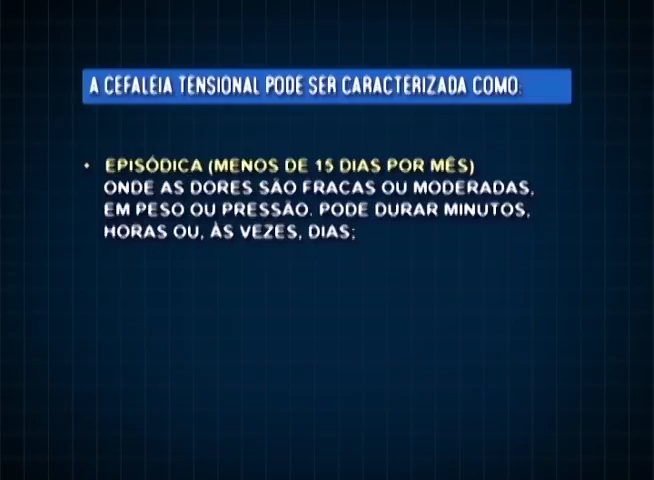 A CEFALÉIA TENSIONAL PODE SER CARACTERIZADA COMO:
• EPISÓDICA (MENOS DE 15 DIAS POR MÊS)
ONDE AS DORES SÃO FRACAS OU MODERADAS,
EM PESO OU PRESSÃO. PODE DURAR MINUTOS,
HORAS OU, ÀS VEZES, DIAS;